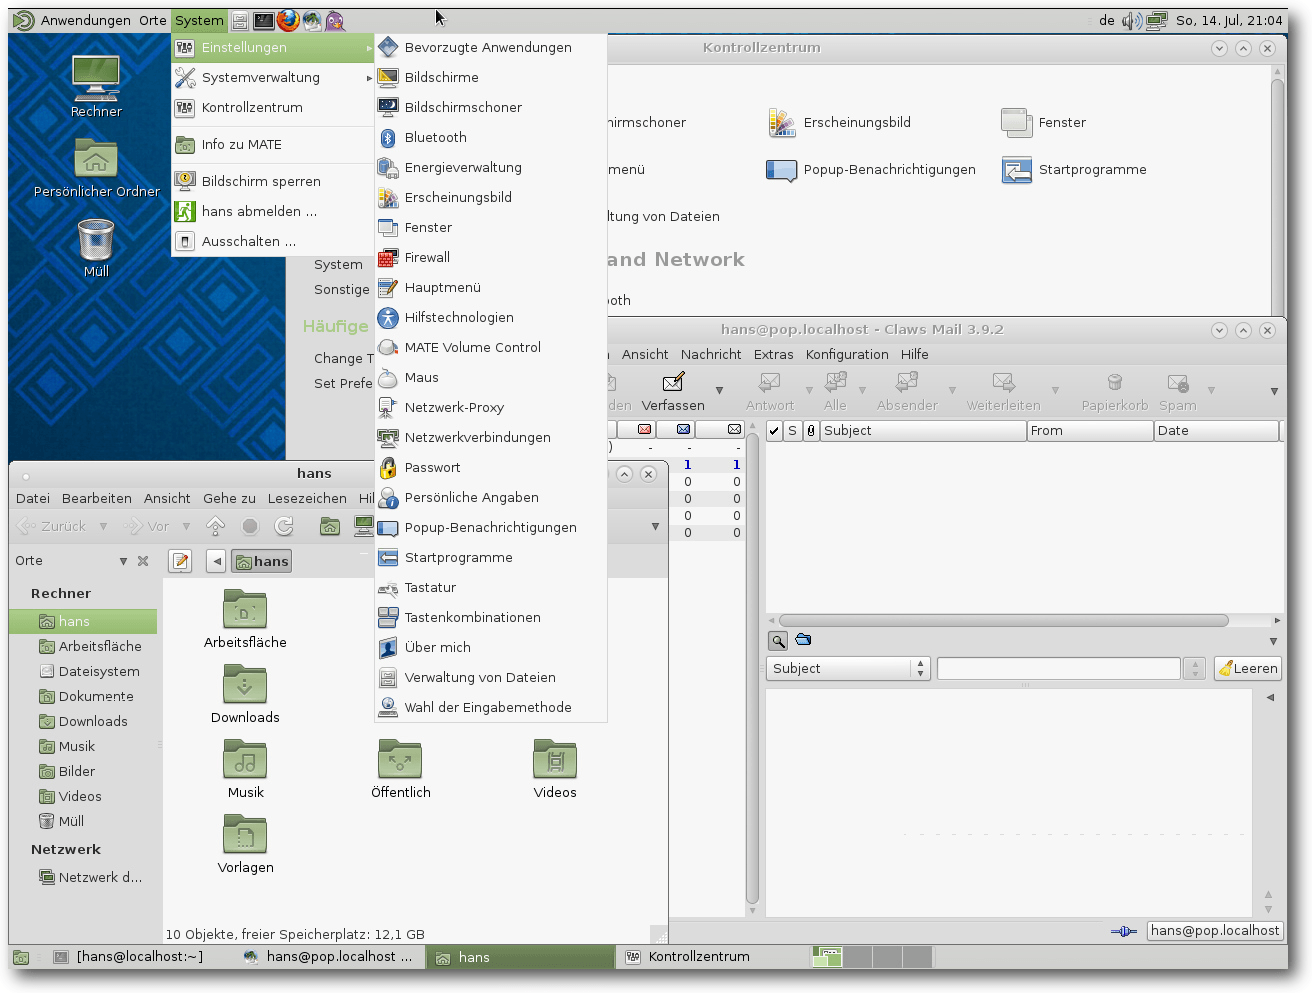 Anwendungen Orte System
de So, 14. Jul, 21:04
Rechner
Persönlicher Ordner
Müll
Einstellungen
Systemverwaltung
Kontrollzentrum
Info zu MATE
Bildschirm sperren
hans abmelden ...
Ausschalten ...
Bevorzugte Anwendungen
Bildschirme
Bildschirmschoner
Bluetooth
Energieverwaltung
Erscheinungsbild
Fenster
Firewall
Hauptmenü
Hilfstechnologien
MATE Volume Control
Maus
Netzwerk-Proxy
Netzwerkverbindungen
Passwort
Persönliche Angaben
Popup-Benachrichtigungen
Startprogramme
Tastatur
Tastenkombinationen
Über mich
Verwaltung von Dateien
Wahl der Eingabemethode
Kontrollzentrum
hirmschoner Erscheinungsbild Fenster
menü Popup-Benachrichtigungen Startprogramme
ltung von Dateien
and Network
ooth
System
Sonstige
Häufige
Change T
Set Prefe
hans@pop.localhost - Claws Mail 3.9.2
Ansicht Nachricht Extras Konfiguration Hilfe
den Verfassen Antwort Alle Absender Weiterleiten Papierkorb Spam
S Subject From Date
) - - -
1 1
0 0
0 0
0 0
0 0
Subject Leeren
hans@pop.localhost
hans
Datei Bearbeiten Ansicht Gehe zu Lesezeichen Hil
Zurück Vor
Orte hans
Rechner
hans
Arbeitsfläche
Dateisystem
Dokumente
Downloads
Musik
Bilder
Videos
Müll
Netzwerk
Netzwerk d...
Arbeitsfläche
Downloads
Musik Öffentlich Videos
Vorlagen
10 Objekte, freier Speicherplatz: 12,1 GB
[hans@localhost:~] hans@pop.localhost ... hans Kontrollzentrum